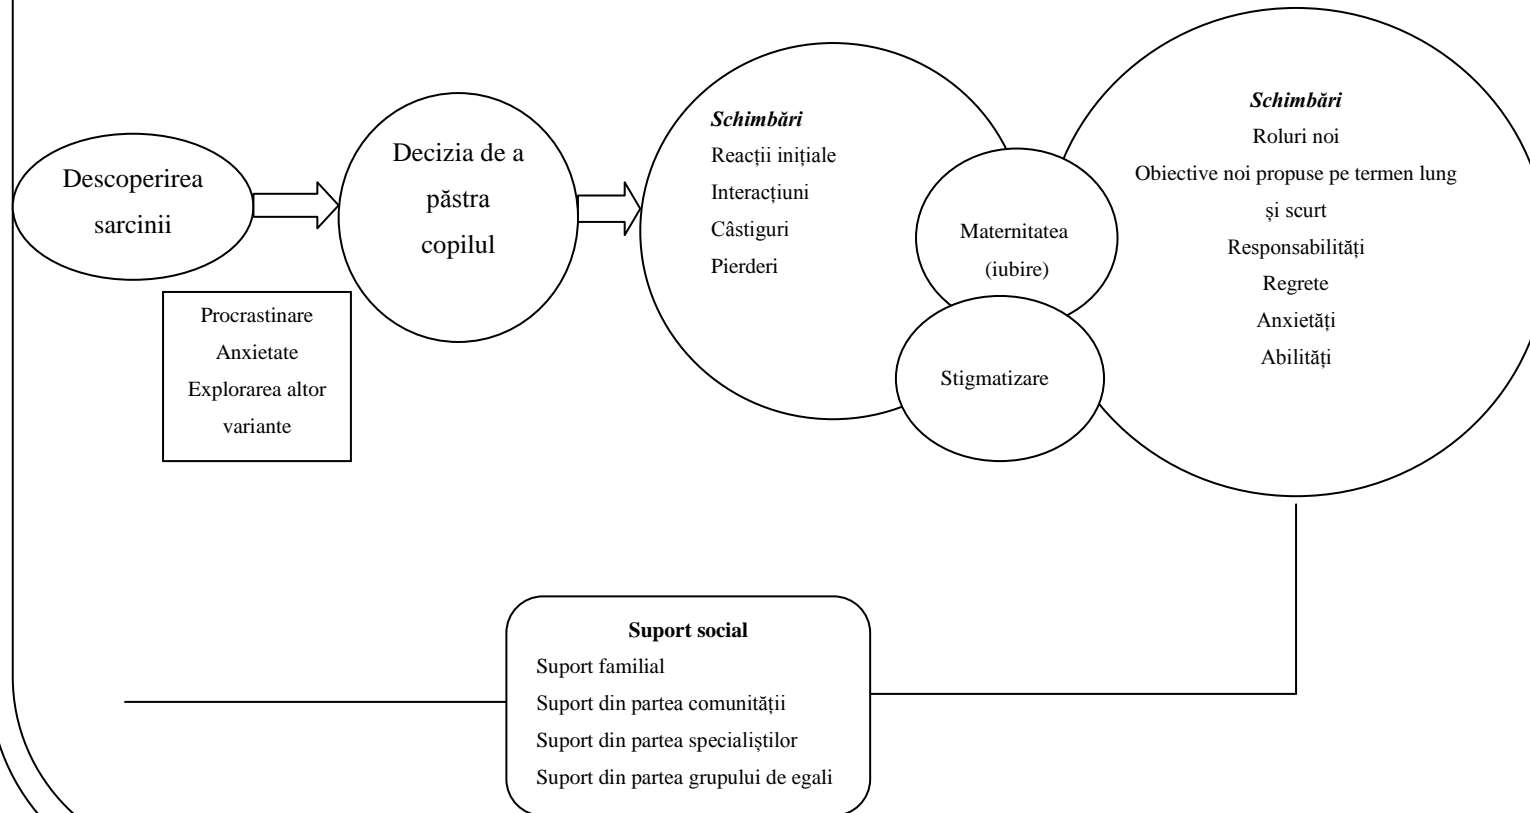 Descoperirea
sarcinii
Procrastinare
Anxietate
Explorarea altor
variante
Decizia de a
păstra
copilul
Schimbări
Reacții inițiale
Interacțiuni
Câstiguri
Pierderi
Maternitatea
(iubire)
Stigmatizare
Schimbări
Roluri noi
Obiective noi propuse pe termen lung
și scurt
Responsabilități
Regrete
Anxietăți
Abilități
Suport social
Suport familial
Suport din partea comunității
Suport din partea specialiștilor
Suport din partea grupului de egali